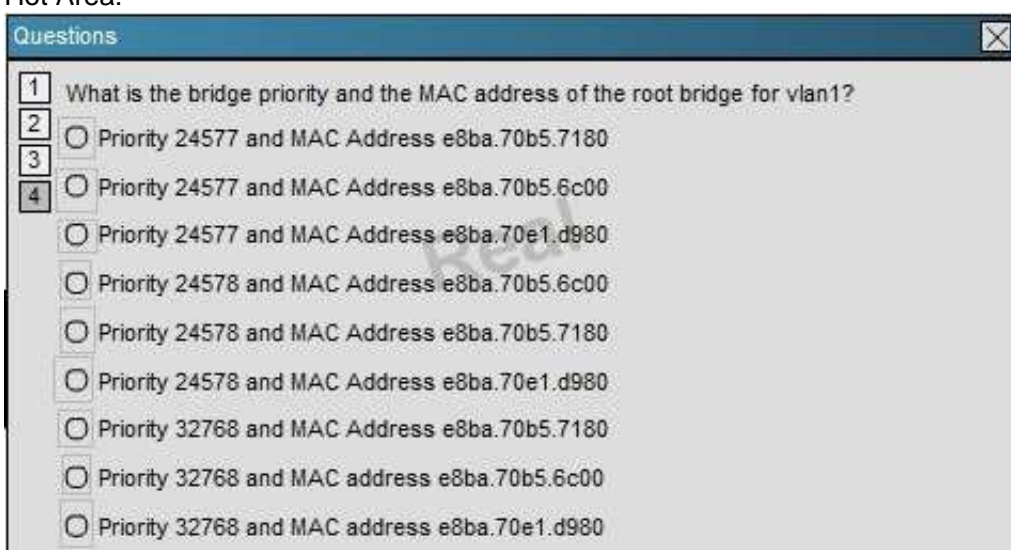 Hot Area:
Questions
1 What is the bridge priority and the MAC address of the root bridge for vlan1?
2
Priority 24577 and MAC Address e8ba.70b5.7180
3
4
Priority 24577 and MAC Address e8ba.70b5.6c00
Priority 24577 and MAC Address e8ba.70e1.d980
Real
Priority 24578 and MAC Address e8ba.70b5.6c00
Priority 24578 and MAC Address e8ba.70b5.7180
Priority 24578 and MAC Address e8ba.70e1.d980
Priority 32768 and MAC Address e8ba.70b5.7180
Priority 32768 and MAC address e8ba.70b5.6c00
Priority 32768 and MAC address e8ba.70e1.d980